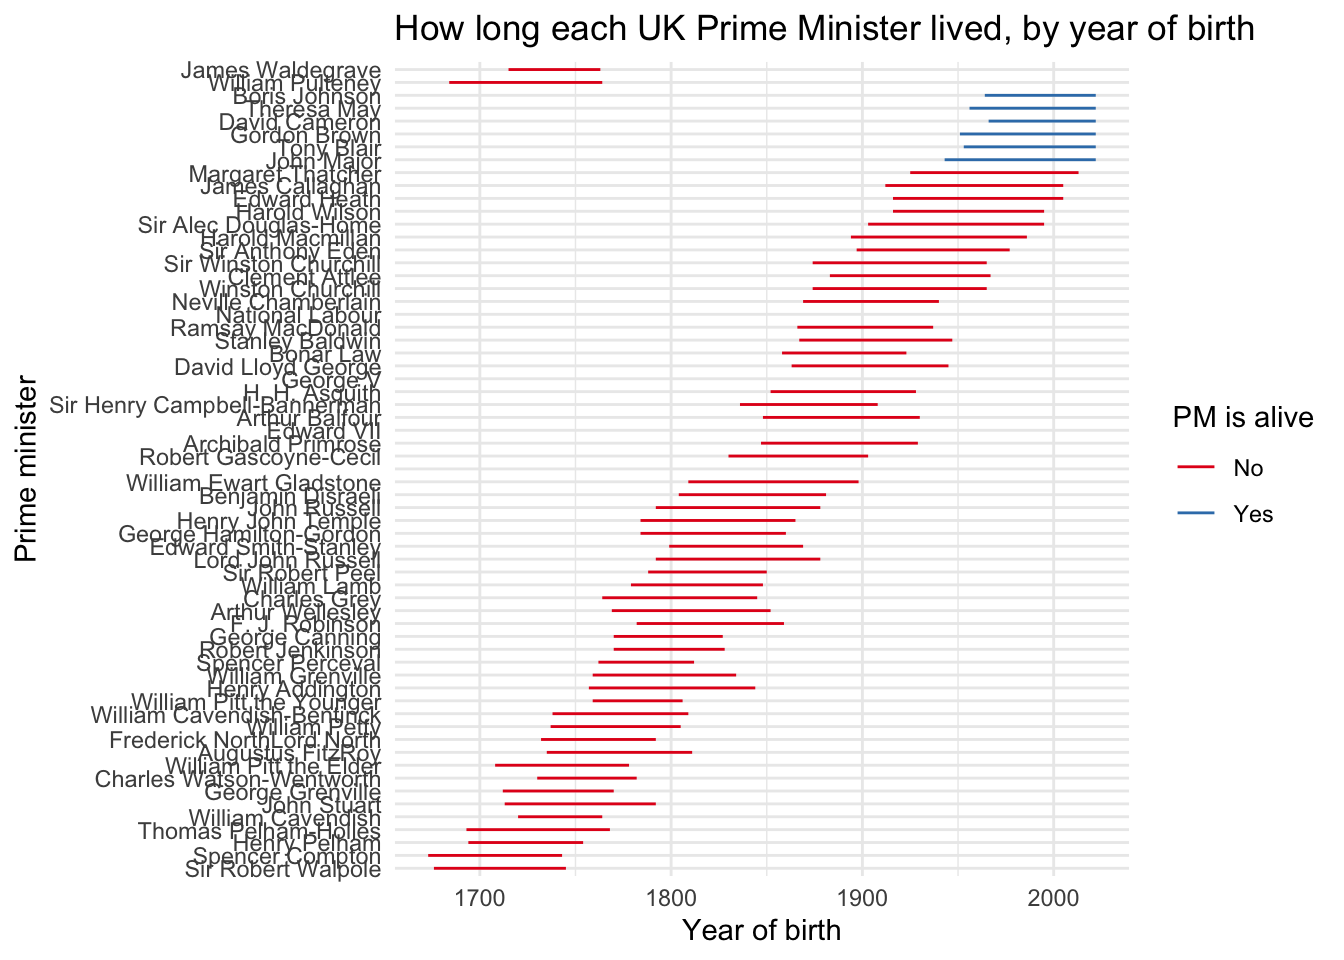 How long each UK Prime Minister lived, by year of birth
James Waldegrave
William Pulteney
Boris Johnson
Theresa May
David Cameron
Gordon Brown
Tony Blair
John Major
Margaret Thatcher
James Callaghan
Edward Heath
Harold Wilson
Sir Alec Douglas-Home
Harold Macmillan
Sir Anthony Eden
Sir Winston Churchill
Clement Attlee
Winston Churchill
Neville Chamberlain
National Labour
Ramsay MacDonald
Stanley Baldwin
Bonar Law
David Lloyd George
George V
H. H. Asquith
Sir Henry Campbell-Bannerman
Arthur Balfour
Edward VII
Archibald Primrose
Robert Gascoyne-Cecil
William Ewart Gladstone
Benjamin Disraeli
John Russell
Henry John Temple
George Hamilton-Gordon
Edward Smith-Stanley
Lord John Russell
Sir Robert Peel
William Lamb
Charles Grey
Arthur Wellesley
F. J. Robinson
George Canning
Robert Jenkinson
Spencer Perceval
William Grenville
Henry Addington
William Pitt the Younger
William Cavendish-Bentinck
William Petty
Frederick NorthLord North
Augustus FitzRoy
William Pitt the Elder
Charles Watson-Wentworth
George Grenville
John Stuart
William Cavendish
Thomas Pelham-Holles
Henry Pelham
Spencer Compton
Sir Robert Walpole
Prime minister
1700 1800 1900 2000
Year of birth
PM is alive
No
Yes